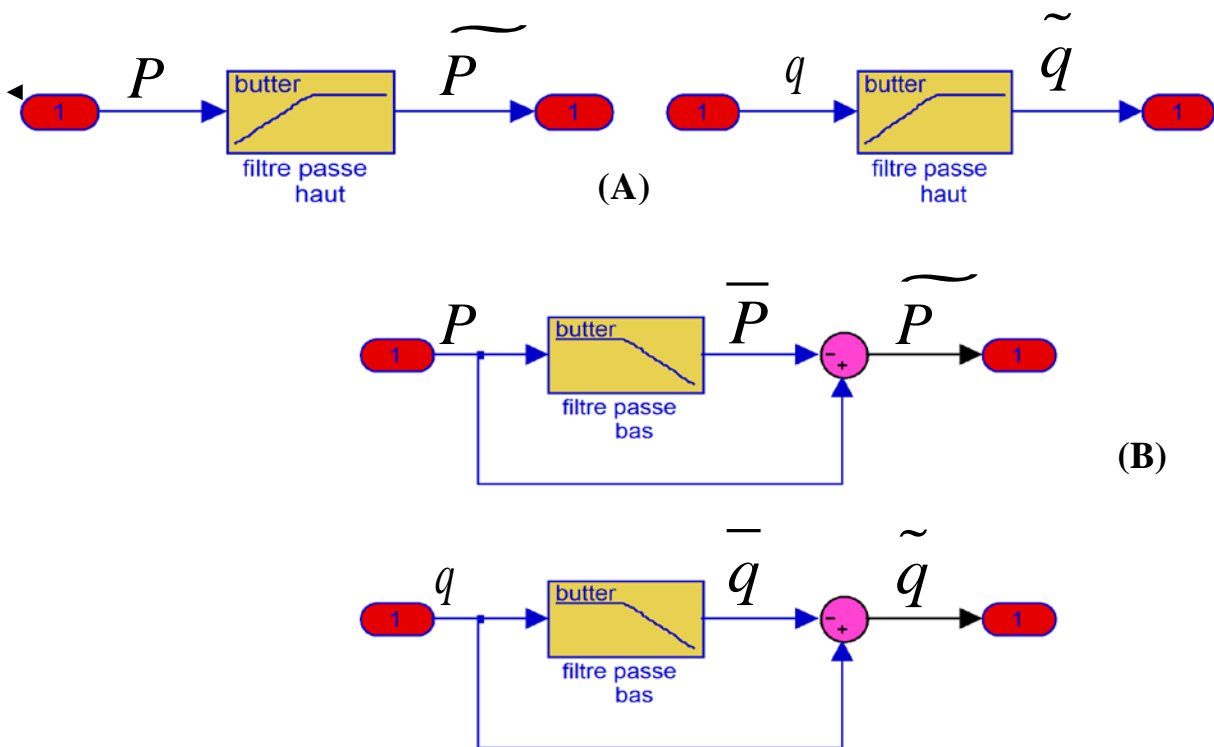 P
P̃
q
q̃
1
butter
1
1
butter
1
filtre passe
haut
filtre passe
haut
(A)
P
P̄
P̃
1
butter
-
+
1
filtre passe
bas
(B)
q
q̄
q̃
1
butter
-
+
1
filtre passe
bas